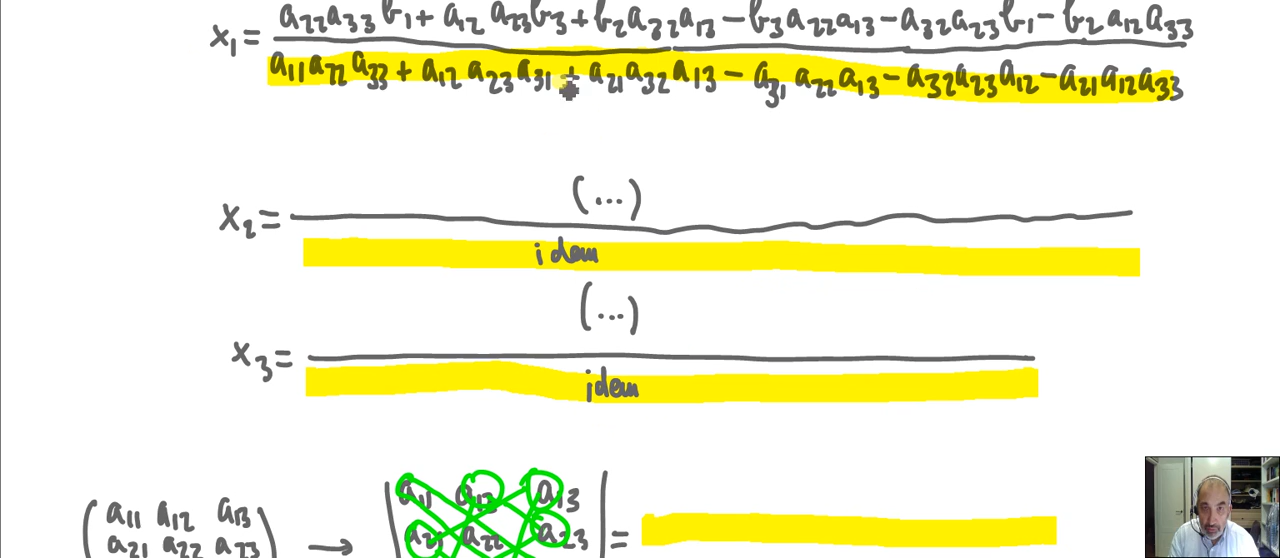 x₁ = (a₂₂a₃₃b₁ + a₁₂a₂₃b₃ + b₂a₃₂a₁₃ − b₃a₂₂a₁₃ − a₃₂a₂₃b₁ − b₂a₁₂a₃₃)
a₁₁a₂₂a₃₃ + a₁₂a₂₃a₃₁ + a₂₁a₃₂a₁₃ − a₃₁a₂₂a₁₃ − a₃₂a₂₃a₁₂ − a₂₁a₁₂a₃₃
(...)
x₂ =
idem
(...)
x₃ =
idem
( a₁₁ a₁₂ a₁₃ ) | a₁₁ a₁₂ a₁₃ |
a₂₁ a₂₂ a₂₃ → a₂₁ a₂₂ a₂₃ =